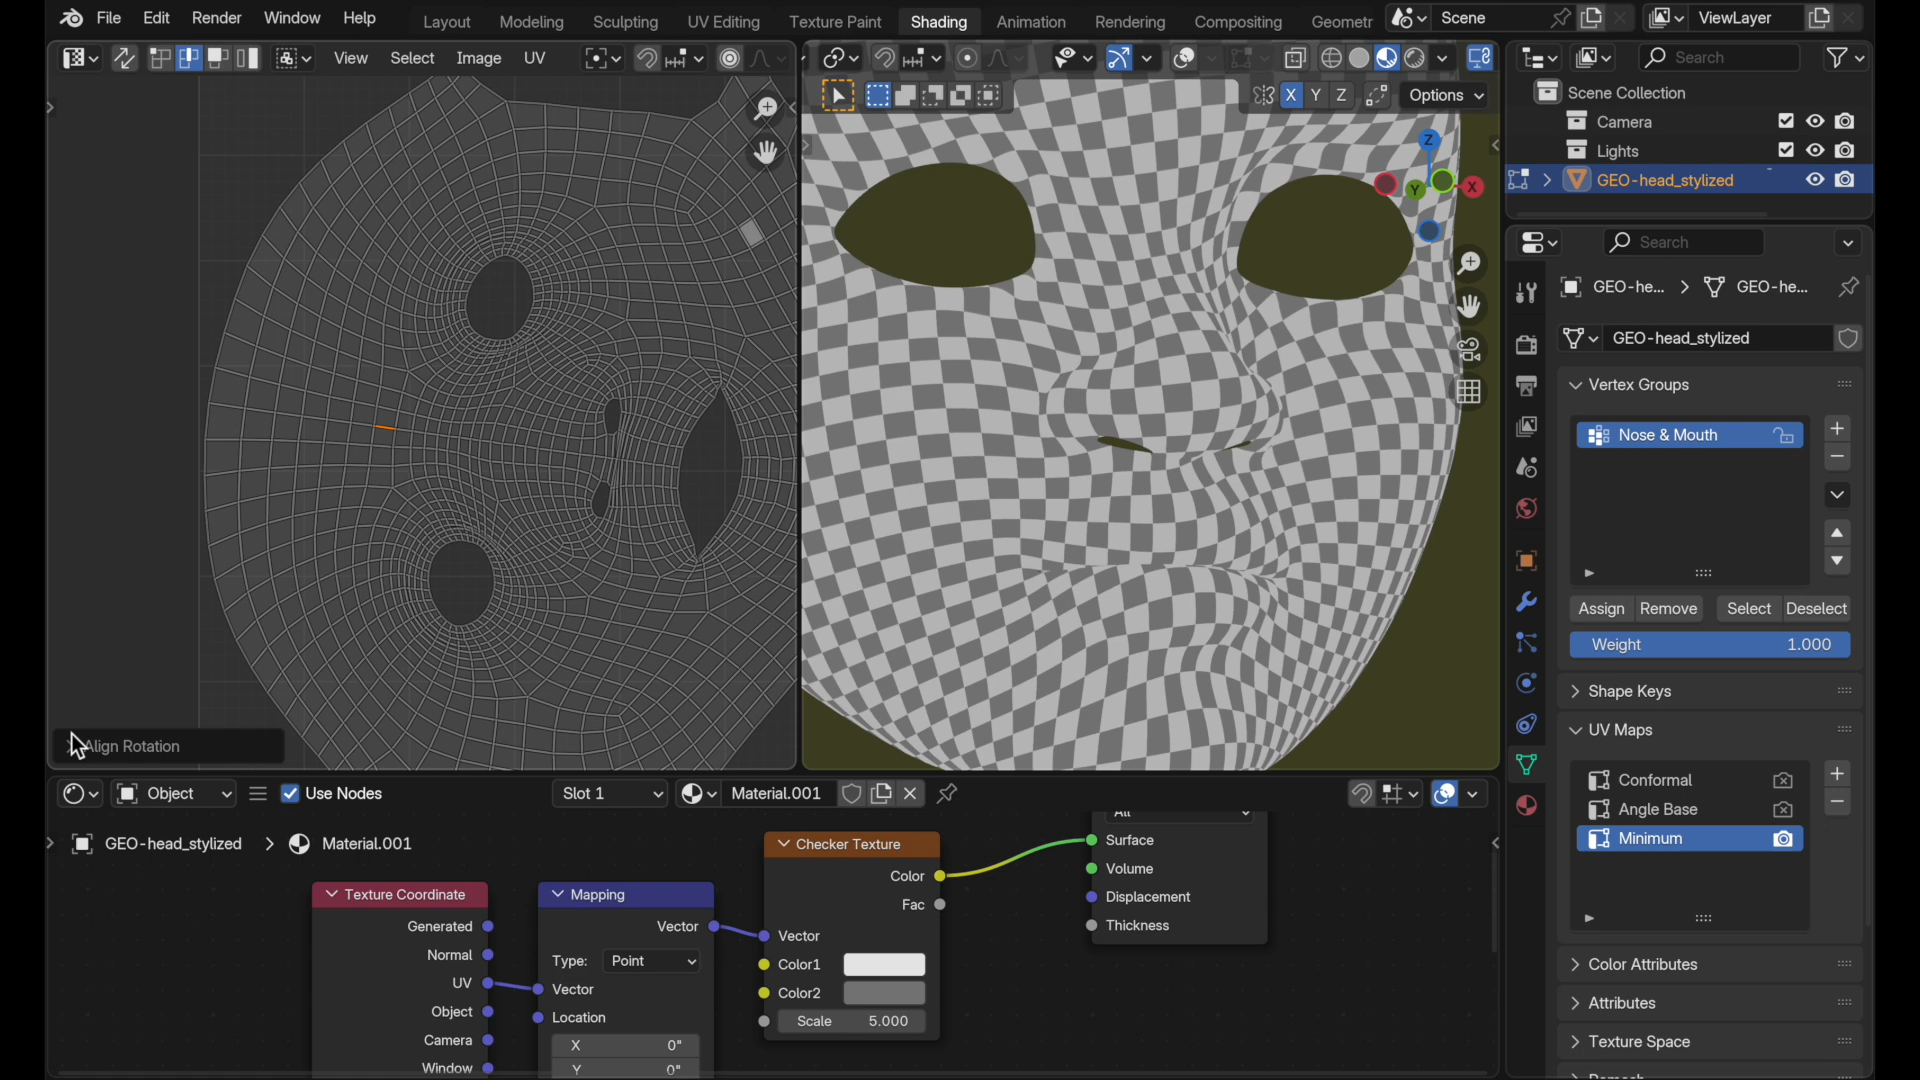 File Edit Render Window Help
Layout Modeling Sculpting UV Editing Texture Paint Shading Animation Rendering Compositing Geometr
Scene
ViewLayer
View Select Image UV
X Y Z Options
Z
X
Y
Align Rotation
Search
Scene Collection
Camera
Lights
GEO-head_stylized
Search
GEO-he... GEO-he...
GEO-head_stylized
Vertex Groups
Nose & Mouth
Assign Remove Select Deselect
Weight 1.000
Shape Keys
UV Maps
Conformal
Angle Base
Minimum
Color Attributes
Attributes
Texture Space
Object Use Nodes Slot 1 Material.001
GEO-head_stylized > Material.001
Texture Coordinate
Generated
Normal
UV
Object
Camera
Window
Mapping
Vector
Type: Point
Vector
Location
X 0"
Y 0"
Checker Texture
Color
Fac
Vector
Color1
Color2
Scale 5.000
All
Surface
Volume
Displacement
Thickness